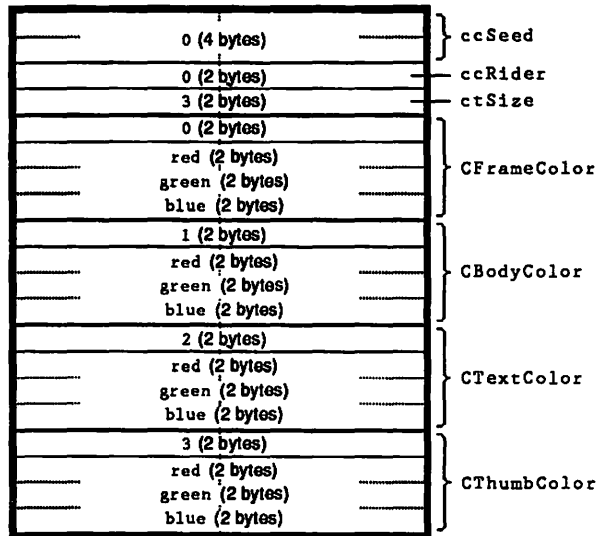 0 (4 bytes) ccSeed
0 (2 bytes) ccRider
3 (2 bytes) ctSize
0 (2 bytes)
red (2 bytes)
green (2 bytes)
blue (2 bytes)
CFrameColor
1 (2 bytes)
red (2 bytes)
green (2 bytes)
blue (2 bytes)
CBodyColor
2 (2 bytes)
red (2 bytes)
green (2 bytes)
blue (2 bytes)
CTextColor
3 (2 bytes)
red (2 bytes)
green (2 bytes)
blue (2 bytes)
CThumbColor